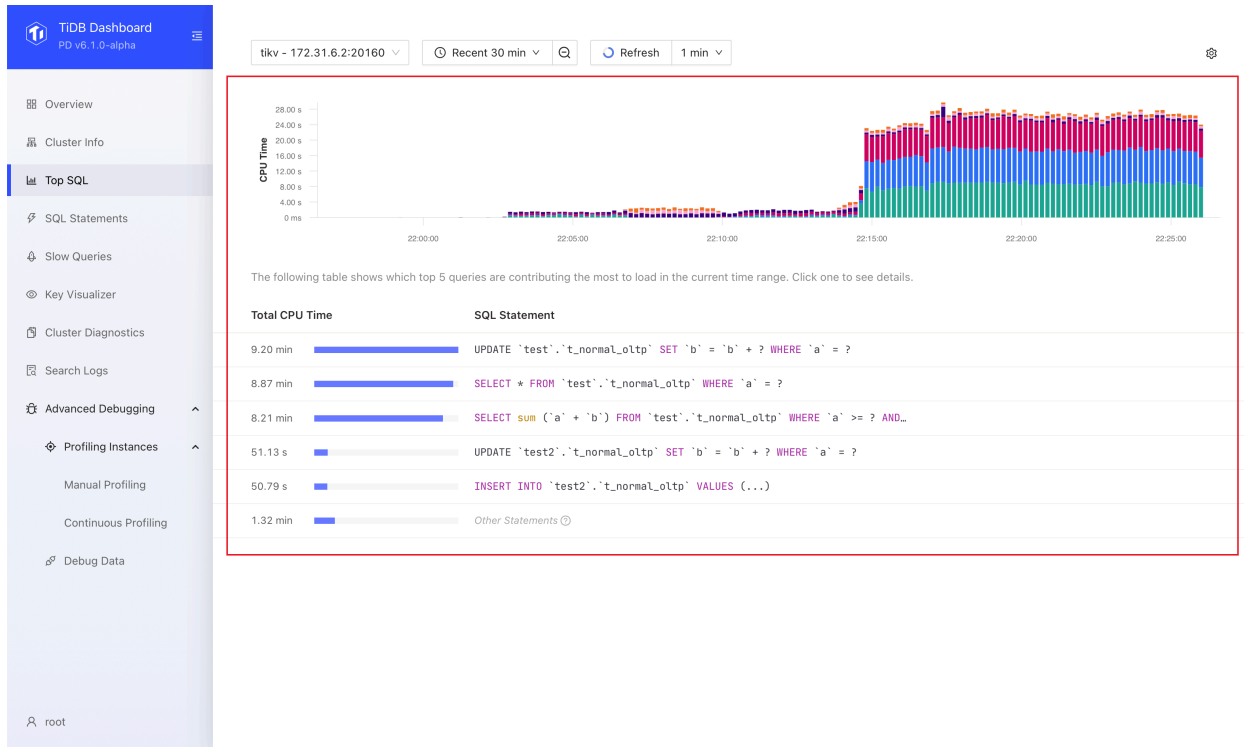 TiDB Dashboard
PD v6.1.0-alpha
Overview
Cluster Info
Top SQL
SQL Statements
Slow Queries
Key Visualizer
Cluster Diagnostics
Search Logs
Advanced Debugging
Profiling Instances
Manual Profiling
Continuous Profiling
Debug Data
root
tikv - 172.31.6.2:20160
Recent 30 min
Refresh
1 min
CPU Time
28.00 s
24.00 s
20.00 s
16.00 s
12.00 s
8.00 s
4.00 s
0 ms
22:00:00 22:05:00 22:10:00 22:15:00 22:20:00 22:25:00
The following table shows which top 5 queries are contributing the most to load in the current time range. Click one to see details.
Total CPU Time SQL Statement
9.20 min UPDATE `test`.`t_normal_oltp` SET `b` = `b` + ? WHERE `a` = ?
8.87 min SELECT * FROM `test`.`t_normal_oltp` WHERE `a` = ?
8.21 min SELECT sum (`a` + `b`) FROM `test`.`t_normal_oltp` WHERE `a` >= ? AND…
51.13 s UPDATE `test2`.`t_normal_oltp` SET `b` = `b` + ? WHERE `a` = ?
50.79 s INSERT INTO `test2`.`t_normal_oltp` VALUES (...)
1.32 min Other Statements